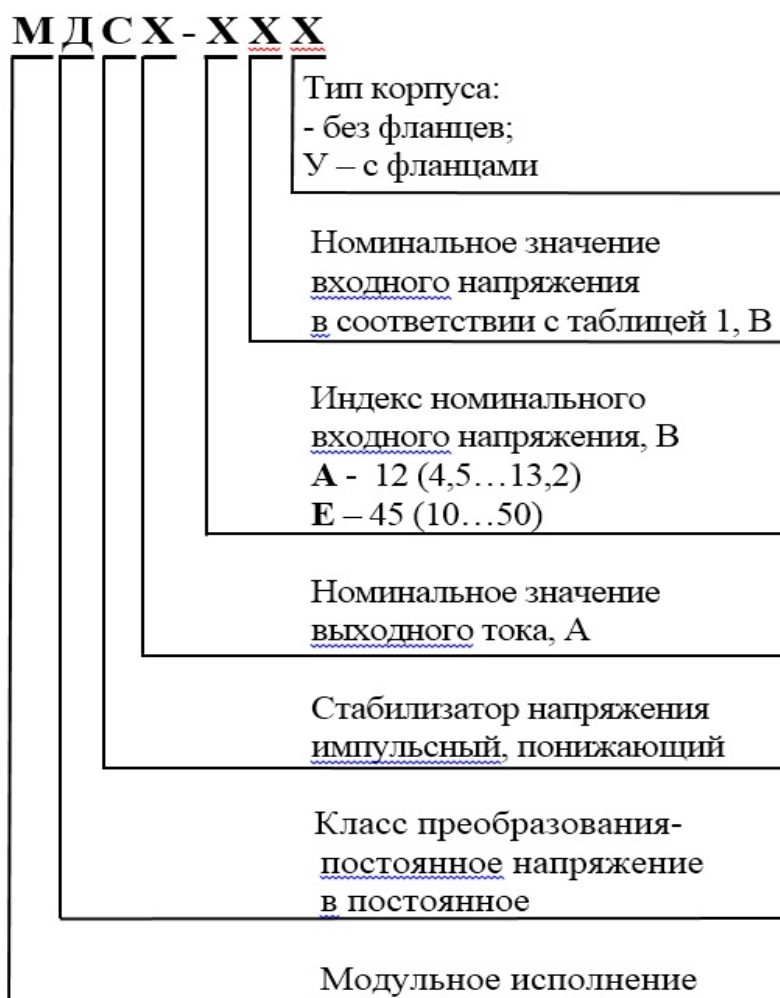 МДСХ-ХХХ
Тип корпуса:
- без фланцев;
У – с фланцами
Номинальное значение
входного напряжения
в соответствии с таблицей 1, В
Индекс номинального
входного напряжения, В
А - 12 (4,5...13,2)
Е – 45 (10...50)
Номинальное значение
выходного тока, А
Стабилизатор напряжения
импульсный, понижающий
Класс преобразования-
постоянное напряжение
в постоянное
Модульное исполнение